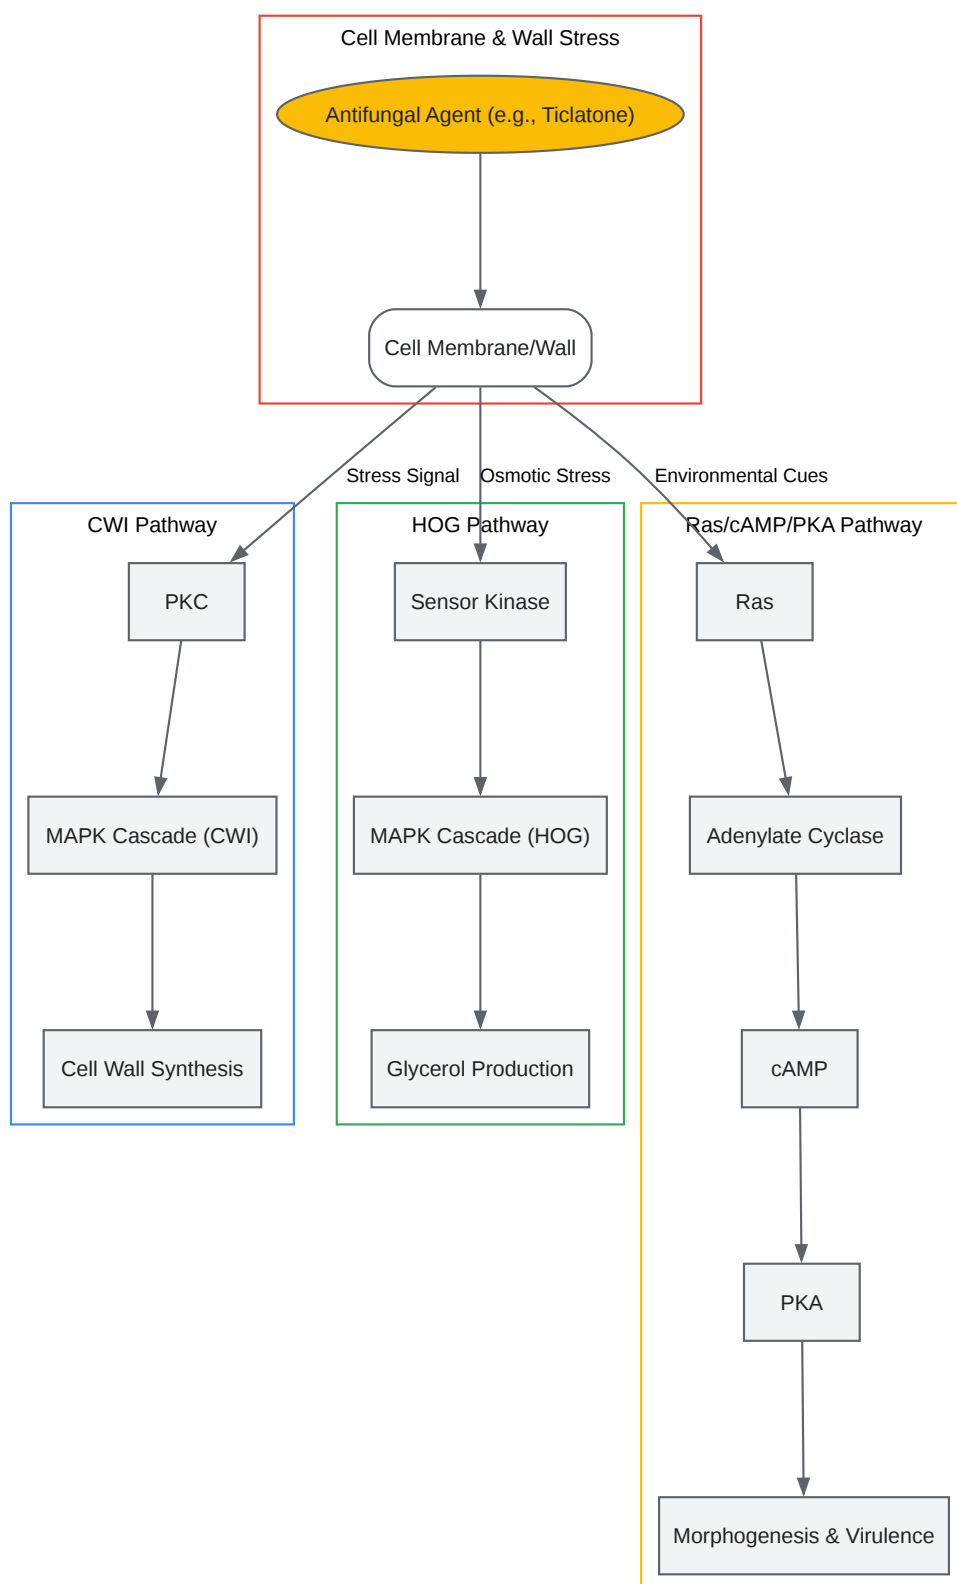 Cell Membrane & Wall Stress
Antifungal Agent (e.g., Ticlatone)
Cell Membrane/Wall
Stress Signal
Osmotic Stress
Environmental Cues
CWI Pathway
HOG Pathway
Ras/cAMP/PKA Pathway
PKC
Sensor Kinase
Ras
MAPK Cascade (CWI)
MAPK Cascade (HOG)
Adenylate Cyclase
Cell Wall Synthesis
Glycerol Production
cAMP
PKA
Morphogenesis & Virulence